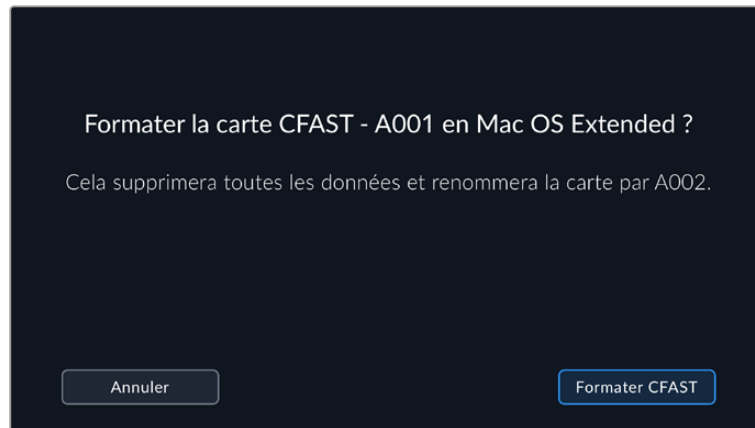 Formater la carte CFAST - A001 en Mac OS Extended ?
Cela supprimera toutes les données et renommera la carte par A002.
Annuler
Formater CFAST